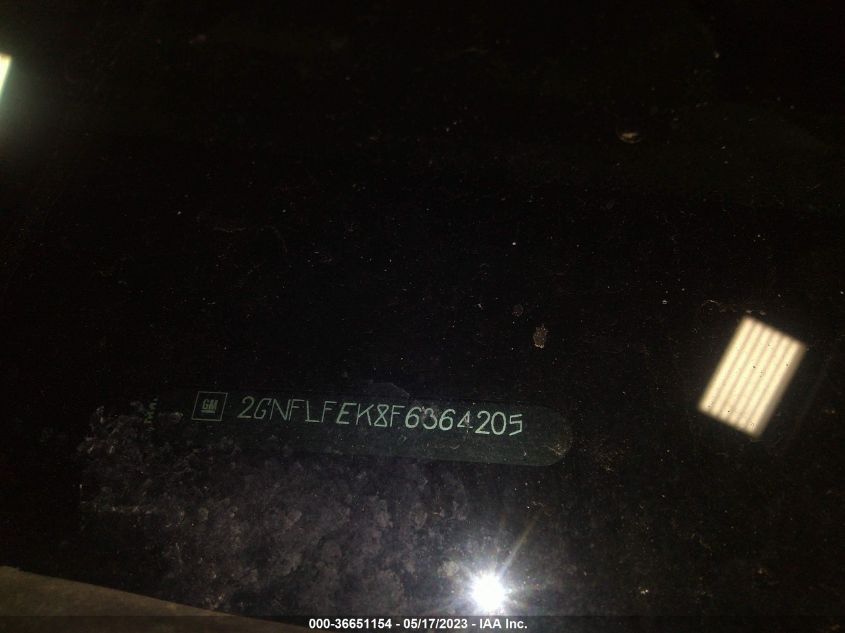 GM 2GNFLFEK8F6364205
000-36651154 - 05/17/2023 - IAA Inc.